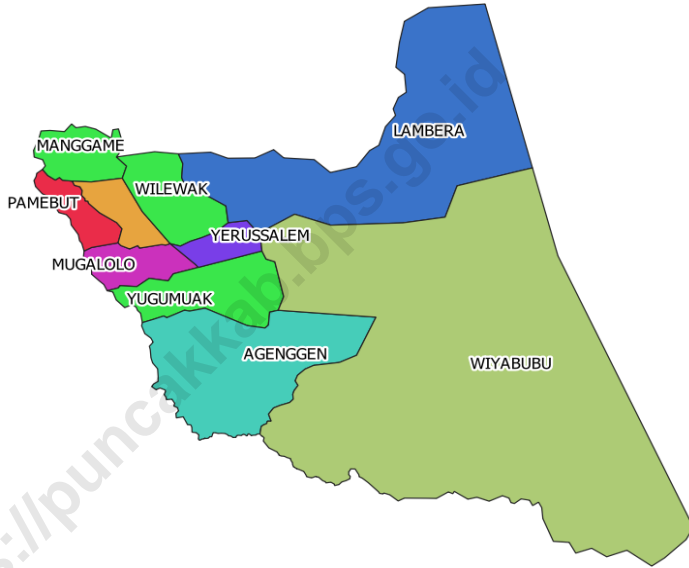 LAMBERA
MANGGAME
WILEWAK
PAMEBUT
YERUSSALEM
MUGALOLO
YUGUMUAK
AGENGGEN
WIYABUBU
s://puncakkab.bps.go.id